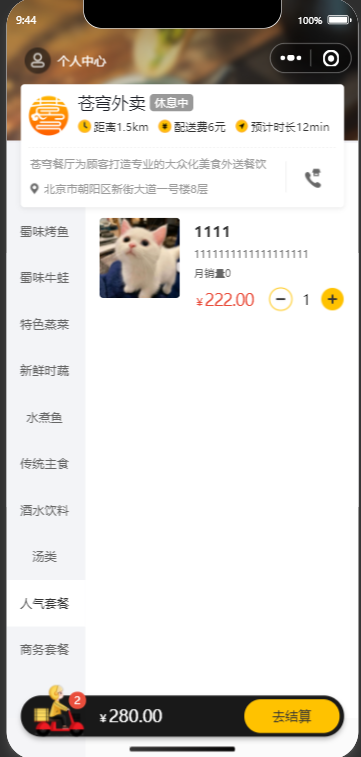 9:44
100%
个人中心
苍穹外卖 休息中
距离1.5km 配送费6元 预计时长12min
苍穹餐厅为顾客打造专业的大众化美食外送餐饮
北京市朝阳区新街大道一号楼8层
蜀味烤鱼
蜀味牛蛙
特色蒸菜
新鲜时蔬
水煮鱼
传统主食
酒水饮料
汤类
人气套餐
商务套餐
1111
1111111111111111111
月销量0
¥222.00 1
2
¥280.00
去结算